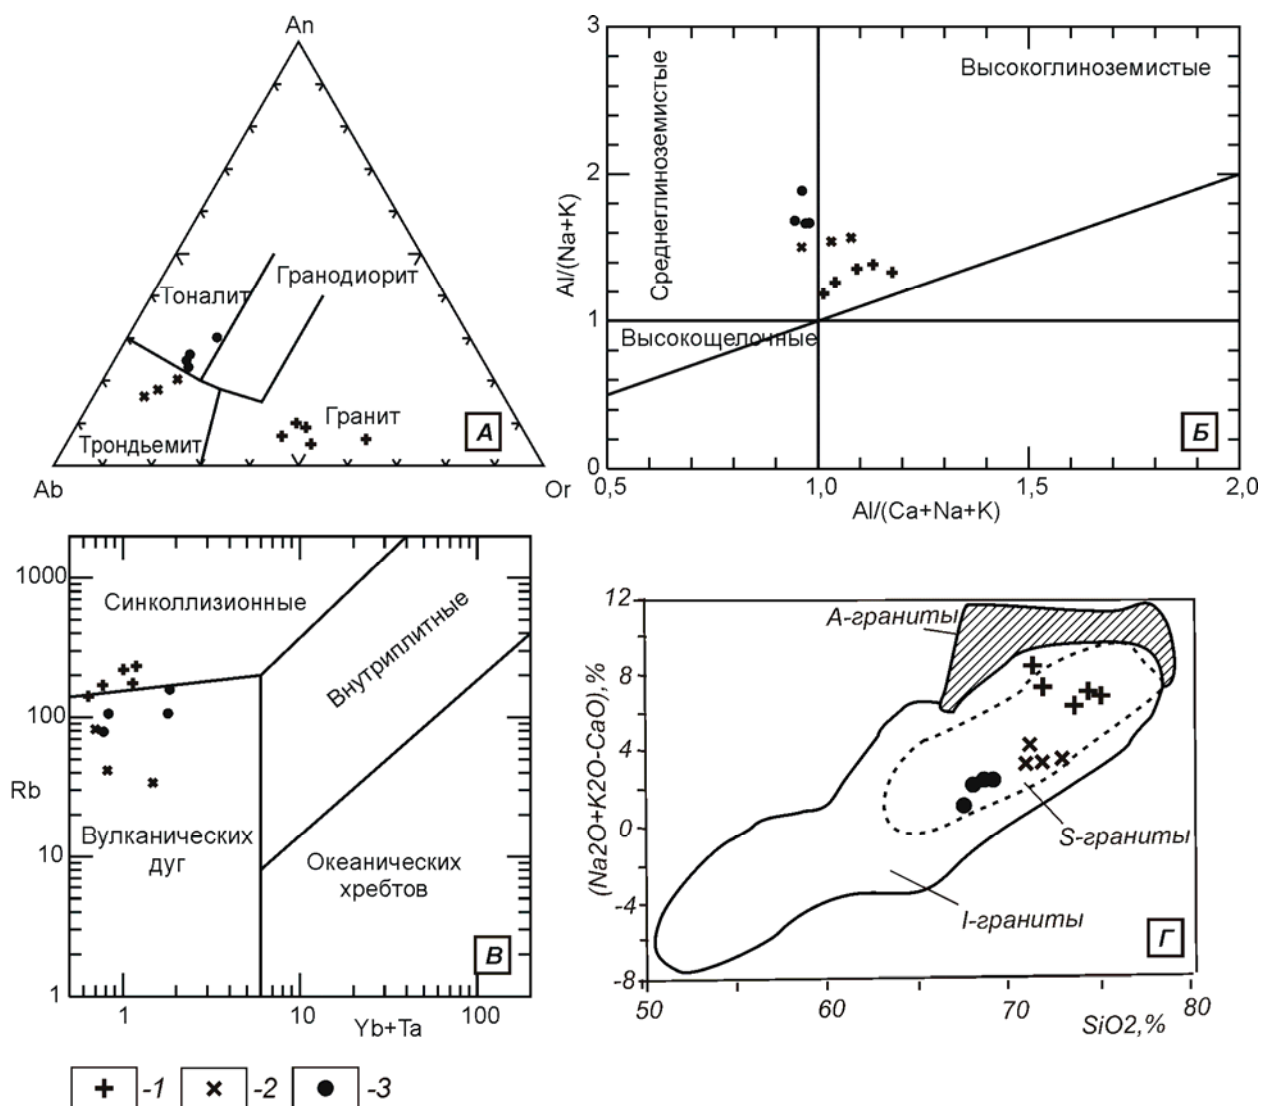 An
Тоналит
Гранодиорит
Гранит
Трондьемит
А
Ab
Or
3
2
1
0
Al/(Na+K)
Среднеглиноземистые
Высокоглиноземистые
Высокощелочные
Б
0,5
1,0
1,5
2,0
Al/(Ca+Na+K)
1000
100
10
1
Rb
Синколлизионные
Внутриплитные
Вулканических
дуг
Океанических
хребтов
В
1
10
100
Yb+Ta
12
8
4
0
-4
-8
(Na2O+K2O-CaO),%
А-граниты
S-граниты
I-граниты
Г
50
60
70
80
SiO2,%
-1
-2
-3